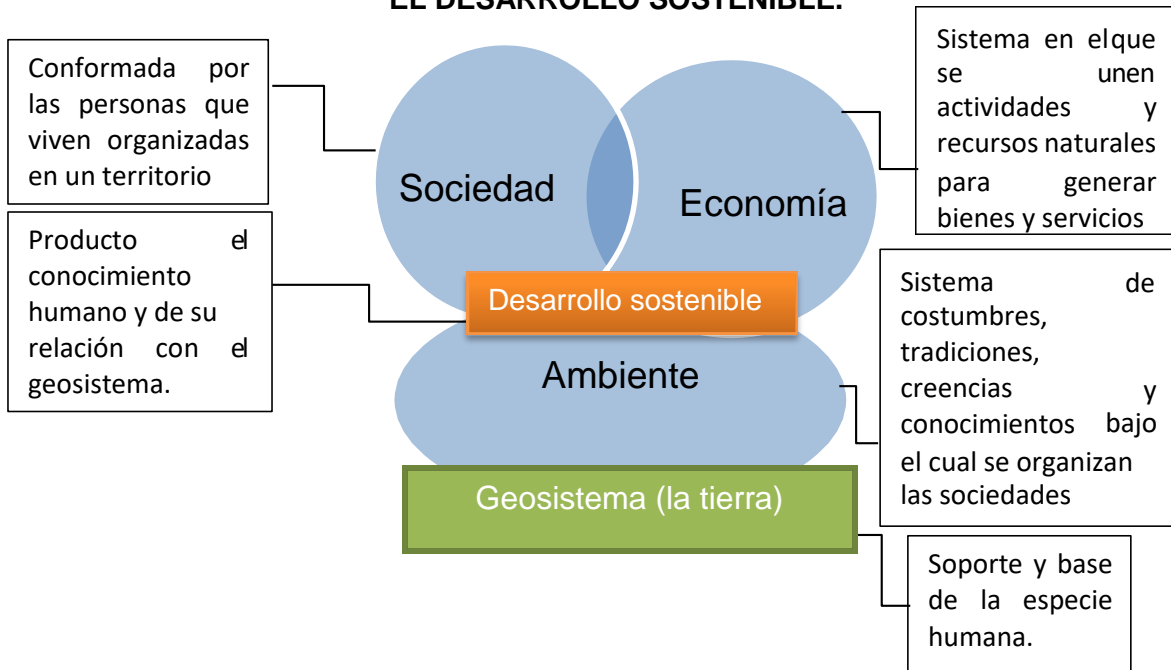 EL DESARROLLO SOSTENIBLE.
Conformada por
las personas que
viven organizadas
en un territorio
Producto el
conocimiento
humano y de su
relación con el
geosistema.
Sociedad
Economía
Desarrollo sostenible
Ambiente
Geosistema (la tierra)
Sistema en elque
se unen
actividades y
recursos naturales
para generar
bienes y servicios
Sistema de
costumbres,
tradiciones,
creencias y
conocimientos bajo
el cual se organizan
las sociedades
Soporte y base
de la especie
humana.